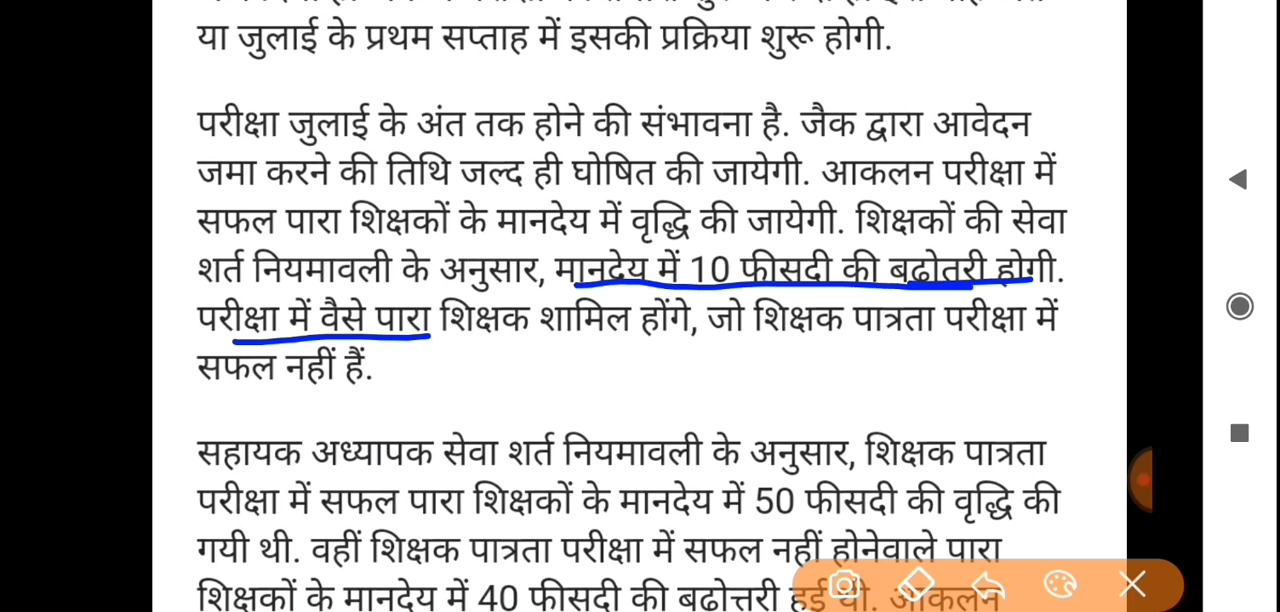 या जुलाई के प्रथम सप्ताह में इसकी प्रक्रिया शुरू होगी.
परीक्षा जुलाई के अंत तक होने की संभावना है. जैक द्वारा आवेदन
जमा करने की तिथि जल्द ही घोषित की जायेगी. आकलन परीक्षा में
सफल पारा शिक्षकों के मानदेय में वृद्धि की जायेगी. शिक्षकों की सेवा
शर्त नियमावली के अनुसार, मानदेय में 10 फीसदी की बढ़ोतरी होगी.
परीक्षा में वैसे पारा शिक्षक शामिल होंगे, जो शिक्षक पात्रता परीक्षा में
सफल नहीं हैं.
सहायक अध्यापक सेवा शर्त नियमावली के अनुसार, शिक्षक पात्रता
परीक्षा में सफल पारा शिक्षकों के मानदेय में 50 फीसदी की वृद्धि की
गयी थी. वहीं शिक्षक पात्रता परीक्षा में सफल नहीं होनेवाले पारा
शिक्षकों के मानदेय में 40 फीसदी की बढ़ोत्तरी हुई थी. आकलन